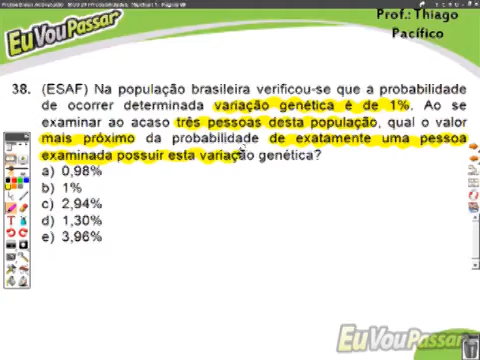 Prof.: Thiago
Pacífico
EuVouPassar
38. (ESAF) Na população brasileira verificou-se que a probabilidade
de ocorrer determinada variação genética é de 1%. Ao se
examinar ao acaso três pessoas desta população, qual o valor
mais próximo da probabilidade de exatamente uma pessoa
examinada possuir esta variação genética?
a) 0,98%
b) 1%
c) 2,94%
d) 1,30%
e) 3,96%
EuVouPassar